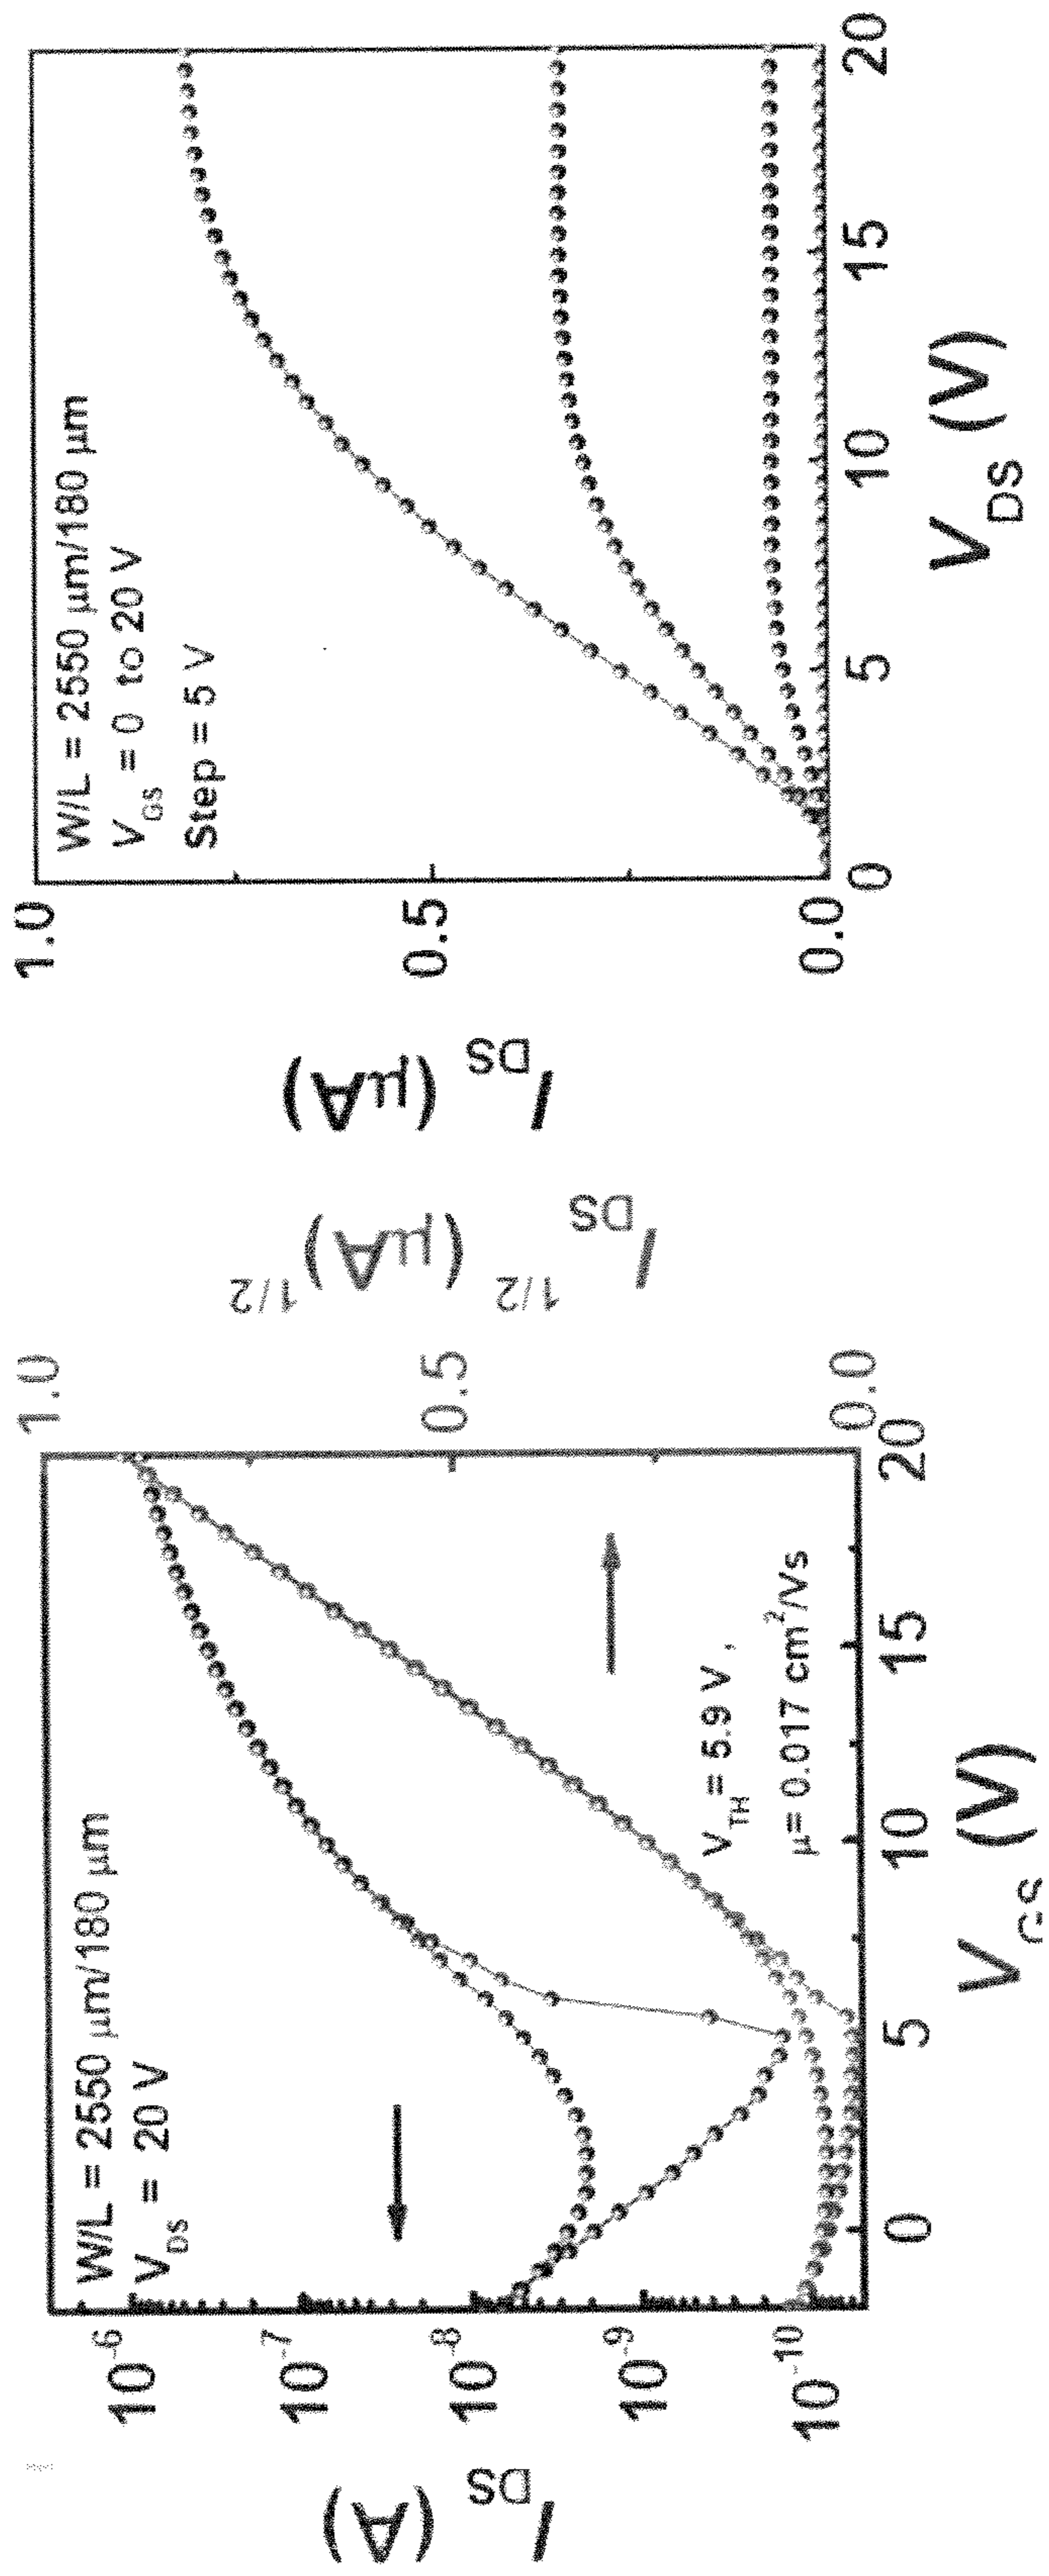 W/L = 2550 μm/180 μm
V_DS = 20 V
V_TH = 5.9 V ,
μ= 0.017 cm²/Vs
10⁻⁶
10⁻⁷
10⁻⁸
10⁻⁹
10⁻¹⁰
I_DS (A)
0
5
10
15
20
V_GS (V)
1.0
0.5
0.0
I_DS^1/2 (μA)^1/2
W/L = 2550 μm/180 μm
V_GS = 0 to 20 V
Step = 5 V
1.0
0.5
0.0
I_DS (μA)
0
5
10
15
20
V_DS (V)